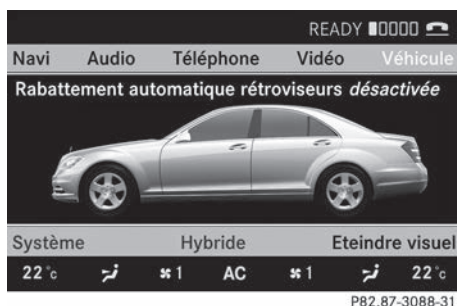 READY
Navi Audio Téléphone Vidéo Véhicule
Rabattement automatique rétroviseurs désactivée
Système Hybride Eteindre visuel
22 °c 1 AC 1 22 °c
P82.87-3088-31